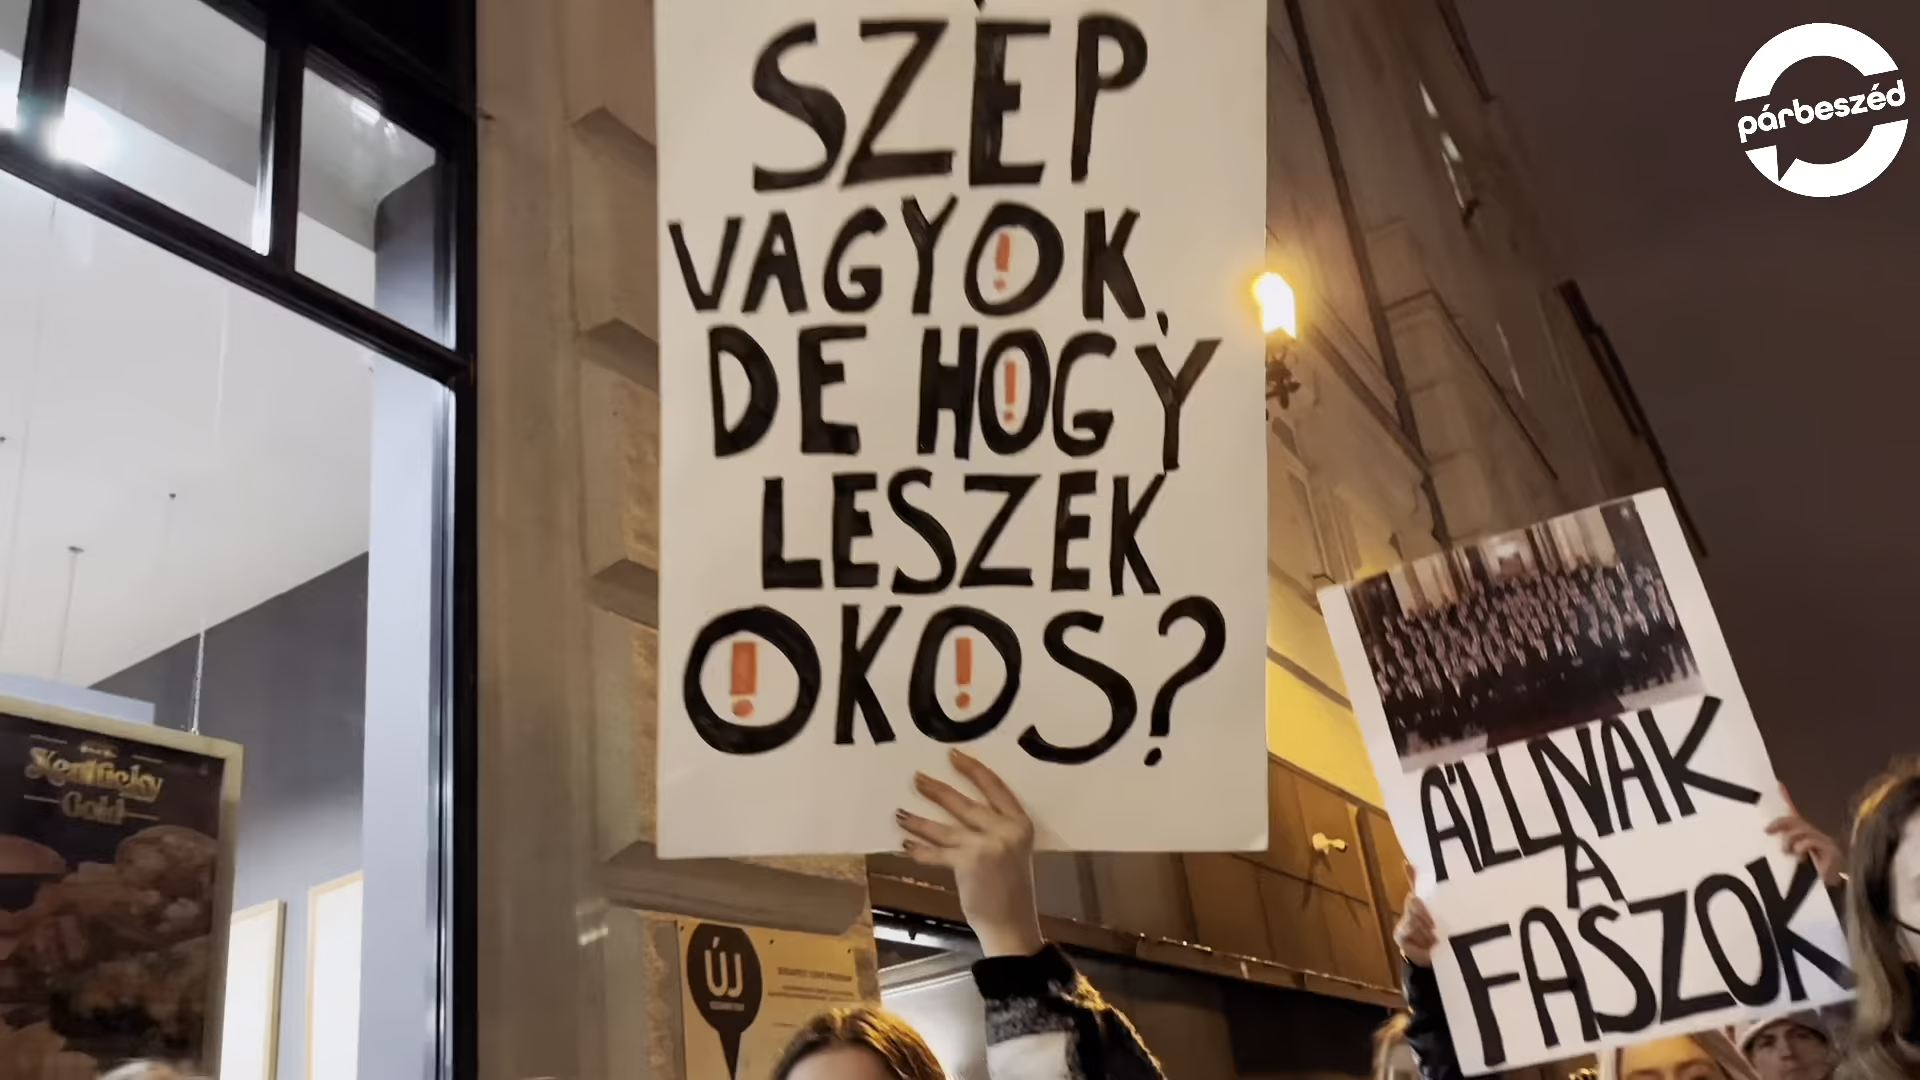 SZÉP
VAGYOK,
DE HOGY
LESZEK
OKOS?
ÁLLNAK
A
FASZOK
párbeszéd
Kentucky
Gold
ÚJ